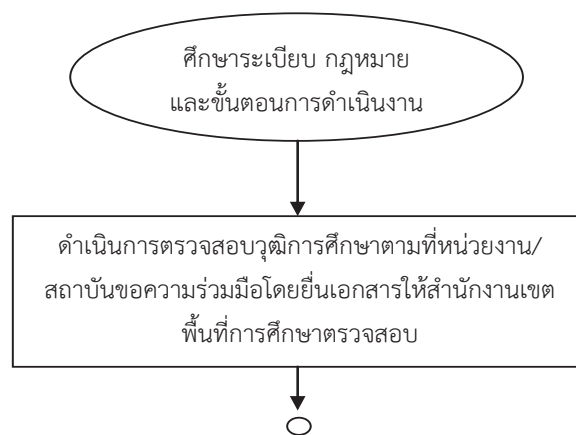 ศึกษาระเบียบ กฎหมาย
และขั้นตอนการดำเนินงาน
ดำเนินการตรวจสอบวุฒิการศึกษาตามที่หน่วยงาน/
สถาบันขอความร่วมมือโดยยื่นเอกสารให้สำนักงานเขต
พื้นที่การศึกษาตรวจสอบ